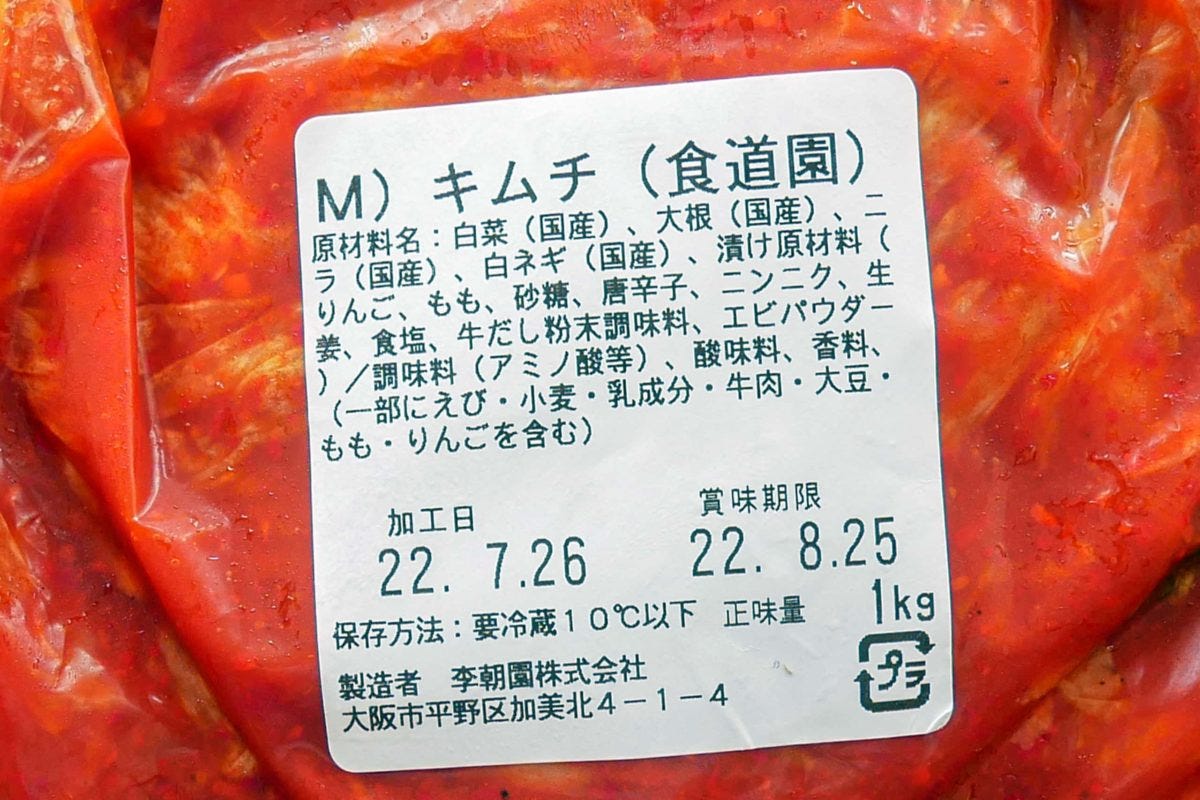 M) キムチ (食道園)
原材料名:白菜(国産)、大根(国産)、ニ
ラ(国産)、白ネギ(国産)、漬け原材料(
りんご、もも、砂糖、唐辛子、ニンニク、生
姜、食塩、牛だし粉末調味料、エビパウダー
)/調味料(アミノ酸等)、酸味料、香料、
(一部にえび・小麦・乳成分・牛肉・大豆・
もも・りんごを含む)
加工日 賞味期限
22. 7.26 22. 8.25
保存方法:要冷蔵10℃以下 正味量 1kg
製造者 李朝園株式会社
大阪市平野区加美北4-1-4
プラ